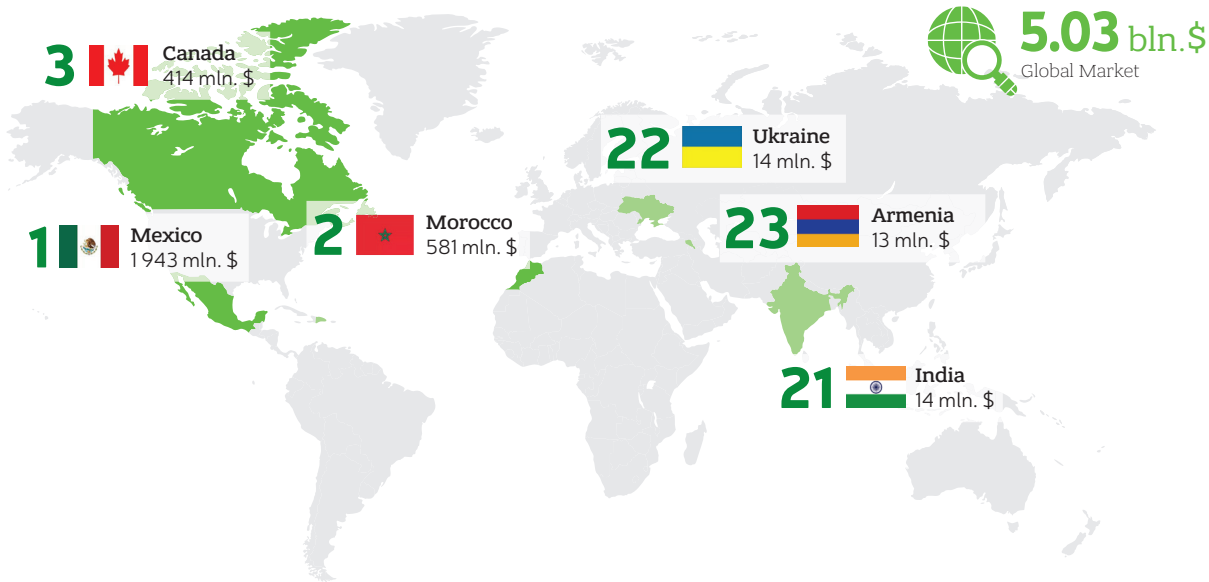 5.03 bln.$
Global Market
3
Canada
414 mln. $
22
Ukraine
14 mln. $
1
Mexico
1 943 mln. $
2
Morocco
581 mln. $
23
Armenia
13 mln. $
21
India
14 mln. $